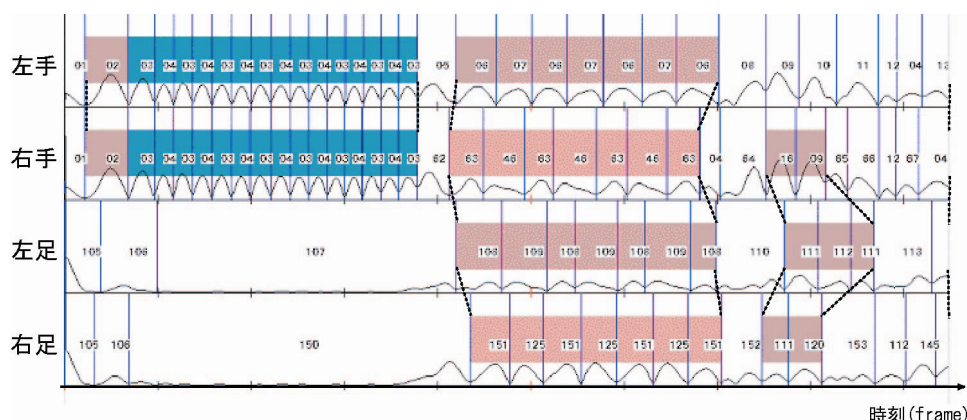 左手 01 02 03 04 03 04 03 04 03 04 03 04 03 04 03 04 03 05 06 07 06 07 06 07 06 08 09 10 11 12 04
右手 01 02 03 04 03 04 03 04 03 04 03 04 03 04 03 04 03 62 63 46 63 46 63 46 63 04 64 16 09 65 66 12 67 04
左足 105 106 107 108 109 108 109 108 109 108 110 111 112 111 113
右足 105 106 150 151 125 151 125 151 125 151 152 111 120 153 112 145
時刻(frame)